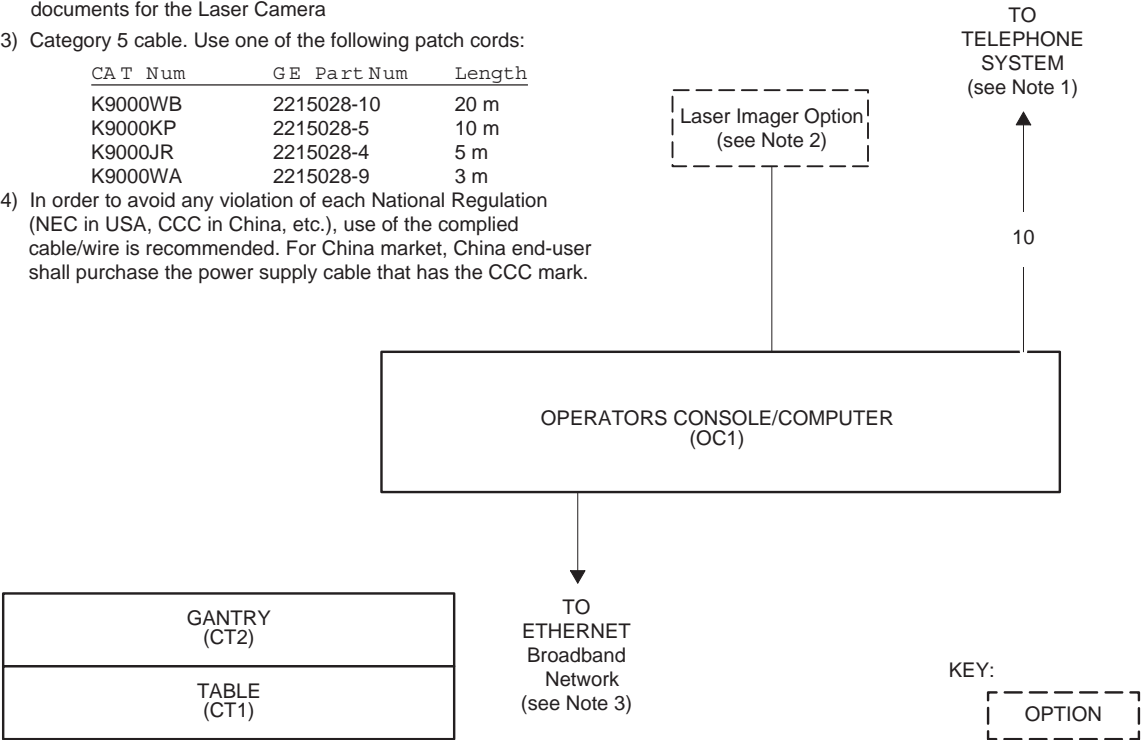 documents for the Laser Camera
3) Category 5 cable. Use one of the following patch cords:
CAT Num GE Part Num Length
K9000WB 2215028-10 20 m
K9000KP 2215028-5 10 m
K9000JR 2215028-4 5 m
K9000WA 2215028-9 3 m
4) In order to avoid any violation of each National Regulation
(NEC in USA, CCC in China, etc.), use of the complied
cable/wire is recommended. For China market, China end-user
shall purchase the power supply cable that has the CCC mark.
TO
TELEPHONE
SYSTEM
(see Note 1)
Laser Imager Option
(see Note 2)
10
OPERATORS CONSOLE/COMPUTER
(OC1)
GANTRY
(CT2)
TABLE
(CT1)
TO
ETHERNET
Broadband
Network
(see Note 3)
KEY:
OPTION